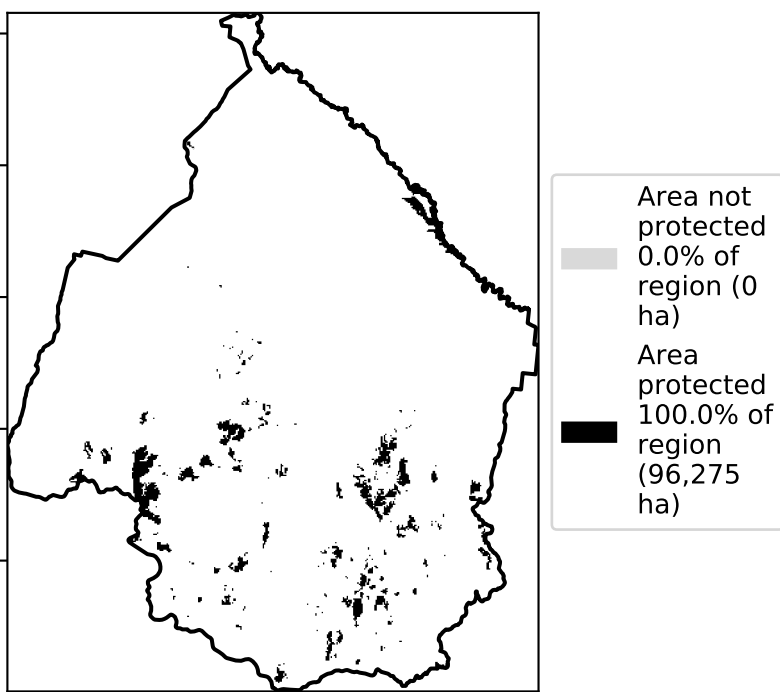 Area not
protected
0.0% of
region (0
ha)
Area
protected
100.0% of
region
(96,275
ha)